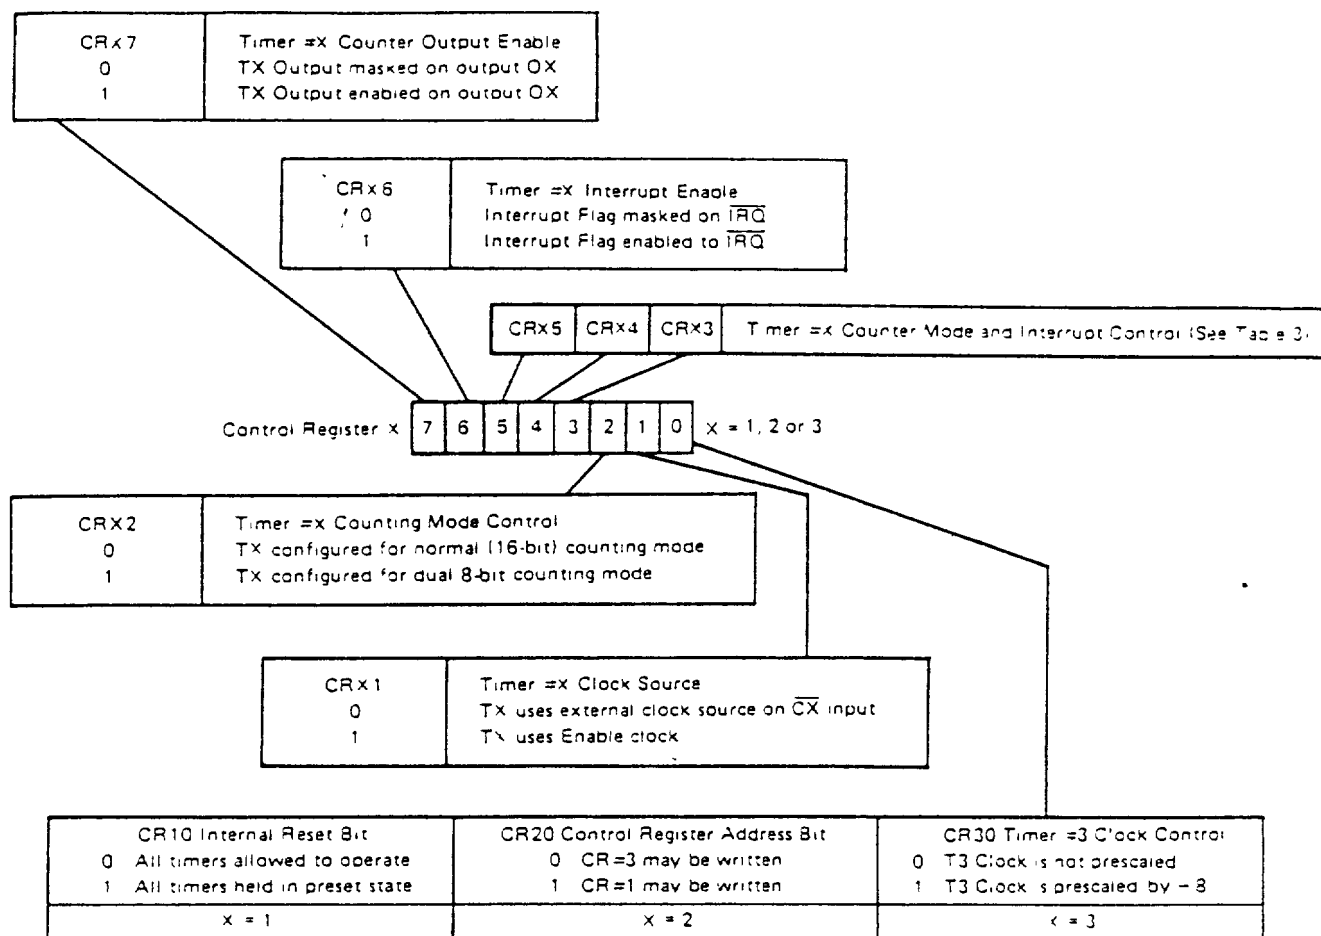 CRX7 Timer #X Counter Output Enable
0 TX Output masked on output OX
1 TX Output enabled on output OX
CRX6 Timer #X Interrupt Enable
0 Interrupt Flag masked on I̅R̅Q̅
1 Interrupt Flag enabled to I̅R̅Q̅
CRX5 CRX4 CRX3 Timer #X Counter Mode and Interrupt Control (See Table 3)
Control Register X 7 6 5 4 3 2 1 0 X = 1, 2 or 3
CRX2 Timer #X Counting Mode Control
0 TX configured for normal (16-bit) counting mode
1 TX configured for dual 8-bit counting mode
CRX1 Timer #X Clock Source
0 TX uses external clock source on C̅X̅ input
1 TX uses Enable clock
CR10 Internal Reset Bit
0 All timers allowed to operate
1 All timers held in preset state
X = 1
CR20 Control Register Address Bit
0 CR#3 may be written
1 CR#1 may be written
X = 2
CR30 Timer #3 Clock Control
0 T3 Clock is not prescaled
1 T3 Clock is prescaled by ÷ 8
X = 3